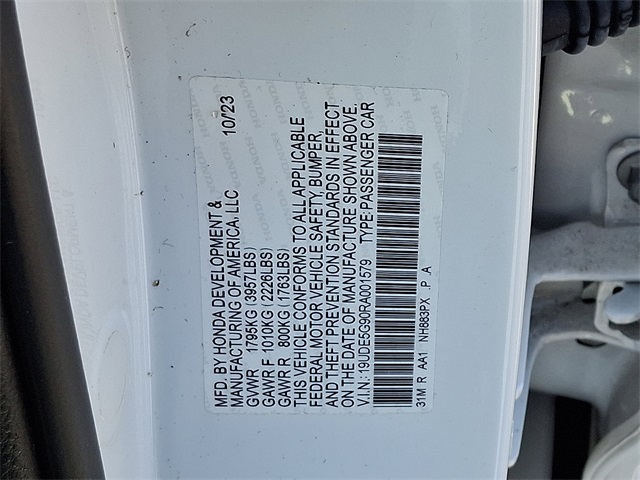 MFD. BY HONDA DEVELOPMENT &
MANUFACTURING OF AMERICA, LLC 10/23
GVWR 1795KG (3957LBS)
GAWR F 1010KG (2226LBS)
GAWR R 800KG (1763LBS)
THIS VEHICLE CONFORMS TO ALL APPLICABLE
FEDERAL MOTOR VEHICLE SAFETY, BUMPER,
AND THEFT PREVENTION STANDARDS IN EFFECT
ON THE DATE OF MANUFACTURE SHOWN ABOVE.
V.I.N.: 19UDE5G90RA001579 TYPE:PASSENGER CAR
31M R AA1 NH883PX .P A